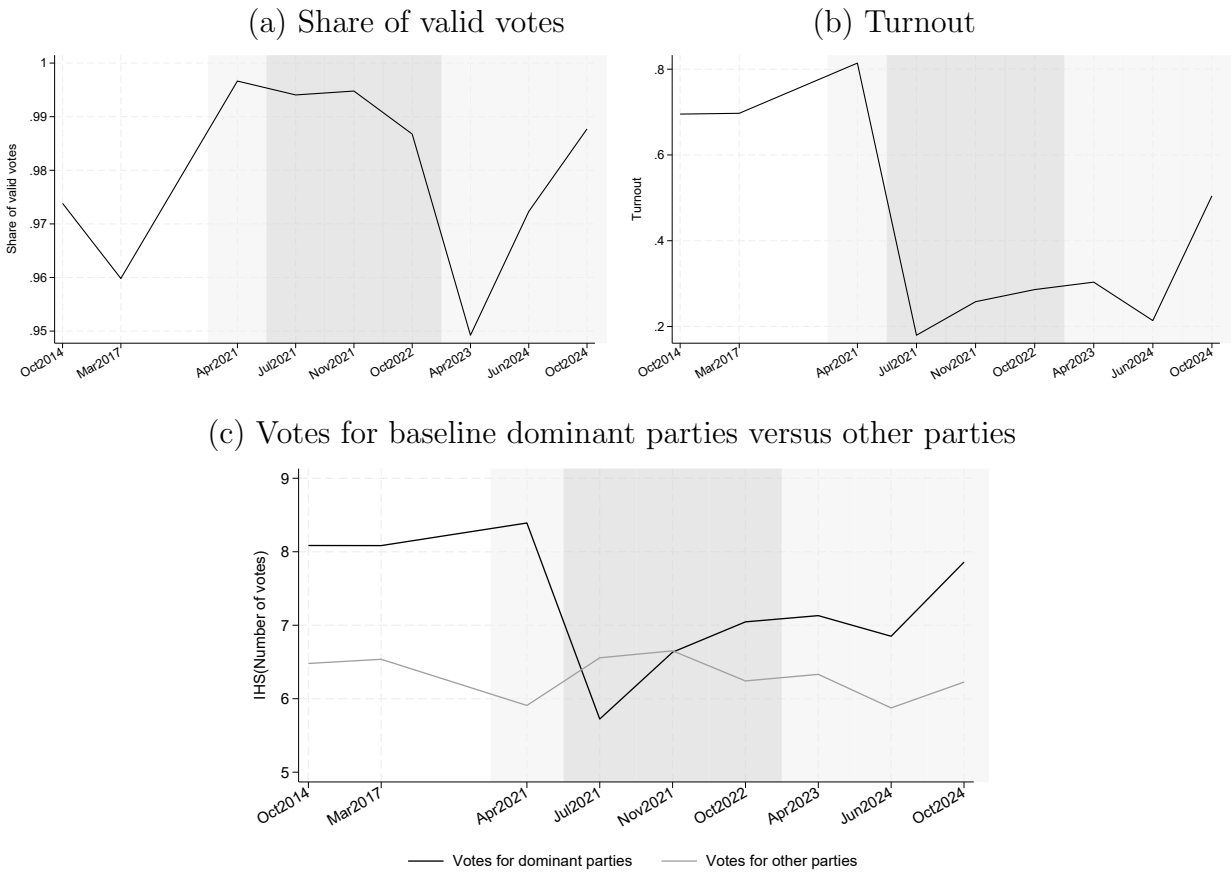 (a) Share of valid votes
1
.99
.98
.97
.96
.95
Share of valid votes
Oct2014
Mar2017
Apr2021
Jul2021
Nov2021
Oct2022
Apr2023
Jun2024
Oct2024
(b) Turnout
.8
.6
.4
.2
Turnout
Oct2014
Mar2017
Apr2021
Jul2021
Nov2021
Oct2022
Apr2023
Jun2024
Oct2024
(c) Votes for baseline dominant parties versus other parties
9
8
7
6
5
IHS(Number of votes)
Oct2014
Mar2017
Apr2021
Jul2021
Nov2021
Oct2022
Apr2023
Jun2024
Oct2024
Votes for dominant parties
Votes for other parties